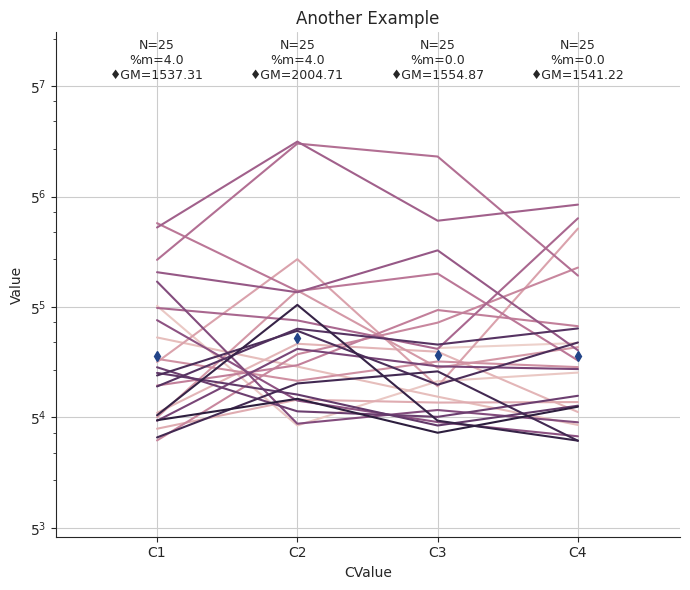 Another Example
N=25 N=25 N=25 N=25
%m=4.0 %m=4.0 %m=0.0 %m=0.0
♦GM=1537.31 ♦GM=2004.71 ♦GM=1554.87 ♦GM=1541.22
5⁷
5⁶
5⁵
5⁴
5³
Value
C1 C2 C3 C4
CValue